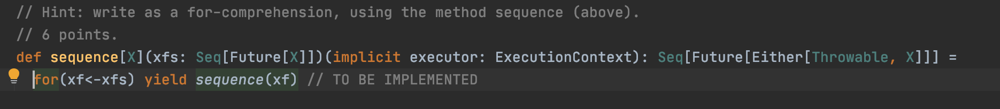 // Hint: write as a for-comprehension, using the method sequence (above).
// 6 points.
def sequence[X](xfs: Seq[Future[X]])(implicit executor: ExecutionContext): Seq[Future[Either[Throwable, X]]] =
for(xf<-xfs) yield sequence(xf) // TO BE IMPLEMENTED